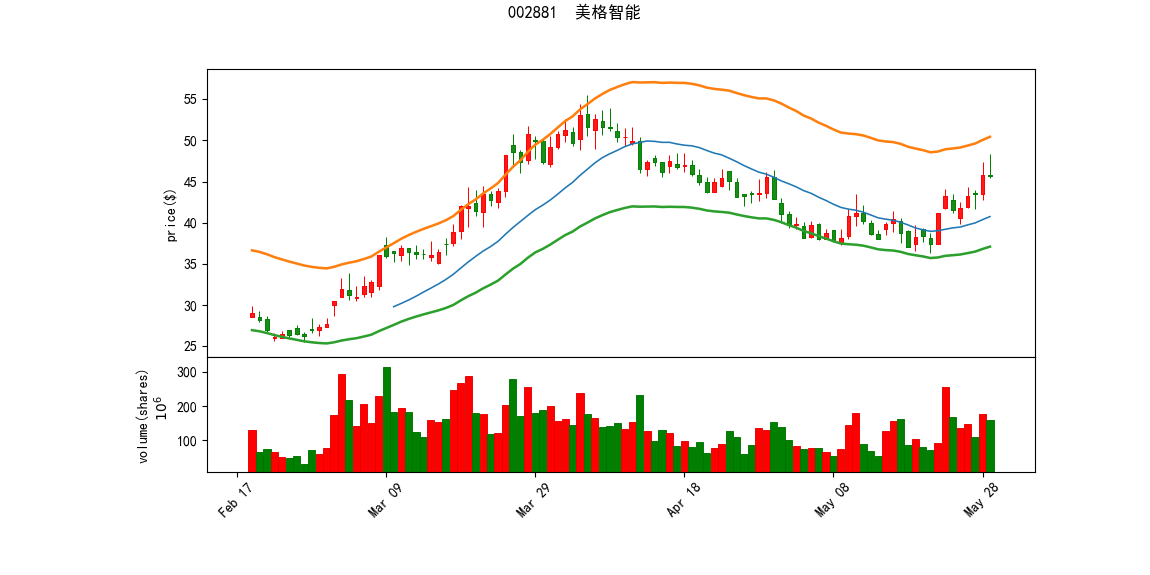 002881  美格智能
price($)
55
50
45
40
35
30
25
volume(shares)
10^6
300
200
100
Feb 17
Mar 09
Mar 29
Apr 18
May 08
May 28